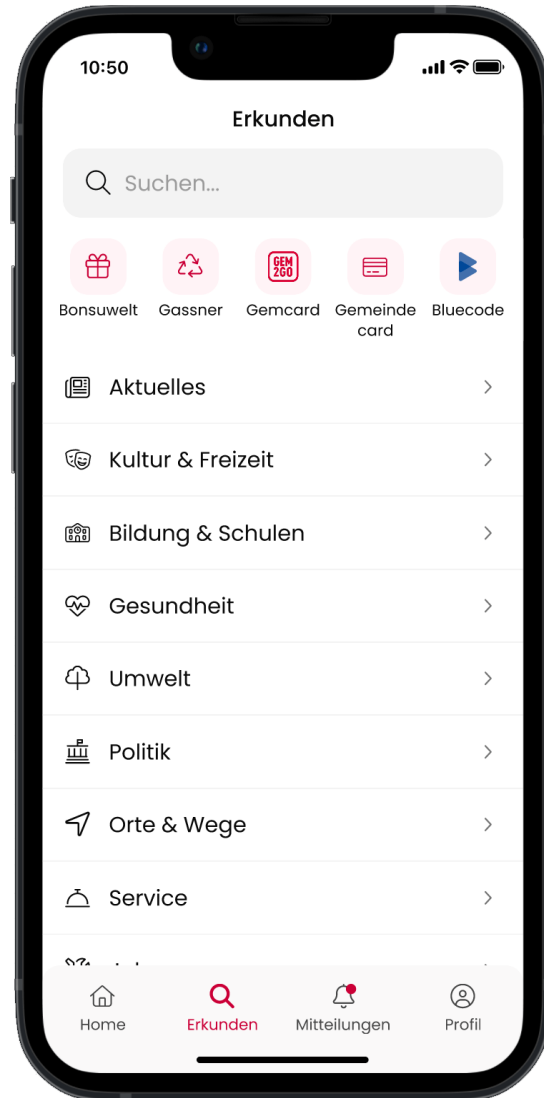 10:50
Erkunden
Suchen...
GEM
2GO
Bonsuwelt
Gassner
Gemcard
Gemeinde
card
Bluecode
Aktuelles
Kultur & Freizeit
Bildung & Schulen
Gesundheit
Umwelt
Politik
Orte & Wege
Service
Home
Erkunden
Mitteilungen
Profil